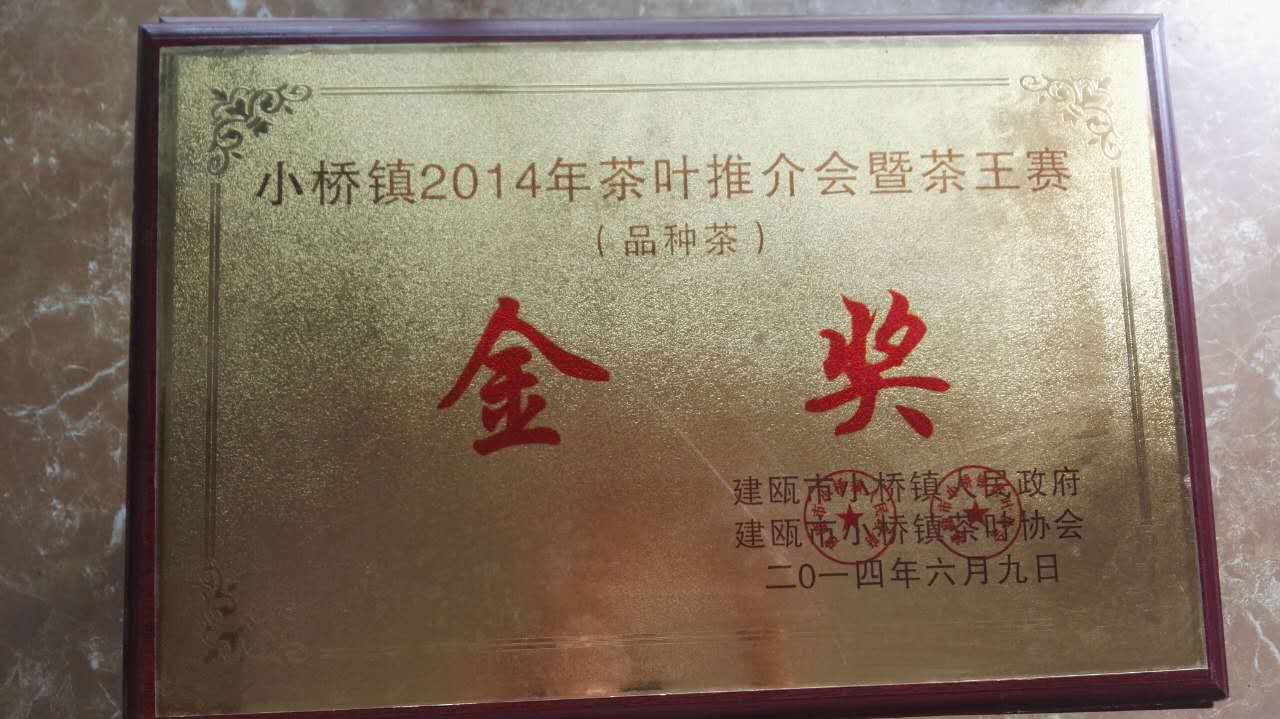 小桥镇2014年茶叶推介会暨茶王赛
（品种茶）
金奖
建瓯市小桥镇人民政府
建瓯市小桥镇茶叶协会
二0一四年六月九日